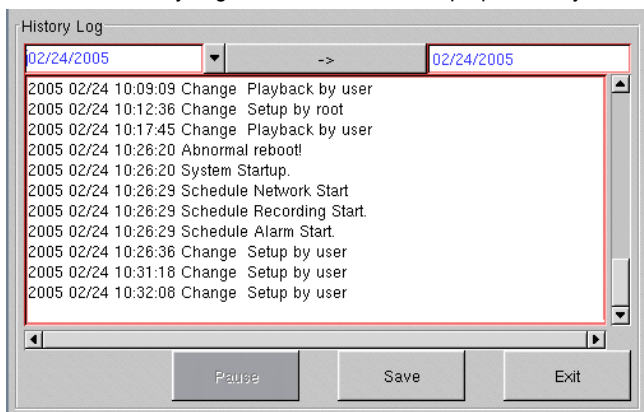 History Log
02/24/2005 -> 02/24/2005
2005 02/24 10:09:09 Change  Playback by user
2005 02/24 10:12:36 Change  Setup by root
2005 02/24 10:17:45 Change  Playback by user
2005 02/24 10:26:20 Abnormal reboot!
2005 02/24 10:26:20 System Startup.
2005 02/24 10:26:29 Schedule Network Start
2005 02/24 10:26:29 Schedule Recording Start.
2005 02/24 10:26:29 Schedule Alarm Start.
2005 02/24 10:26:36 Change  Setup by user
2005 02/24 10:31:18 Change  Setup by user
2005 02/24 10:32:08 Change  Setup by user
Pause Save Exit